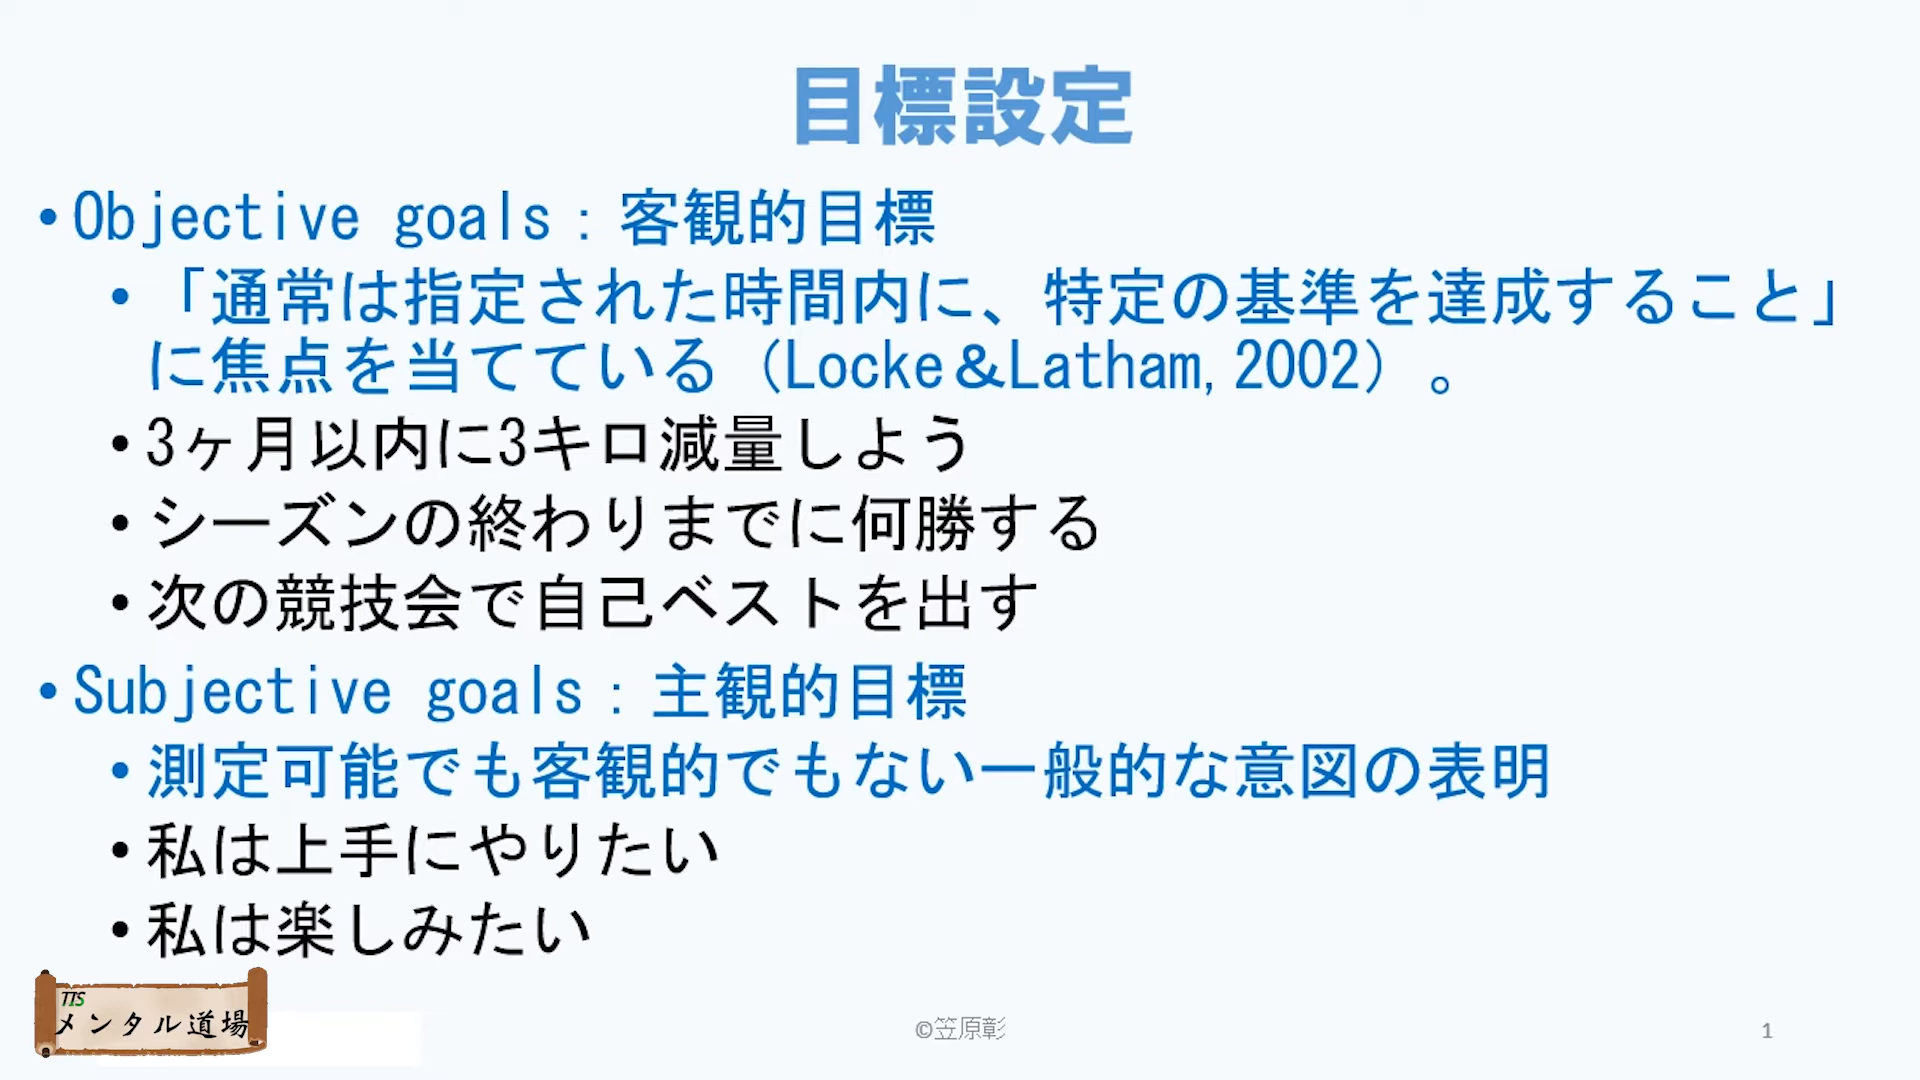 目標設定
•Objective goals：客観的目標
•「通常は指定された時間内に、特定の基準を達成すること」
に焦点を当てている（Locke＆Latham,2002）。
•3ヶ月以内に3キロ減量しよう
•シーズンの終わりまでに何勝する
•次の競技会で自己ベストを出す
•Subjective goals：主観的目標
•測定可能でも客観的でもない一般的な意図の表明
•私は上手にやりたい
•私は楽しみたい
TIS
メンタル道場
©笠原彰
1